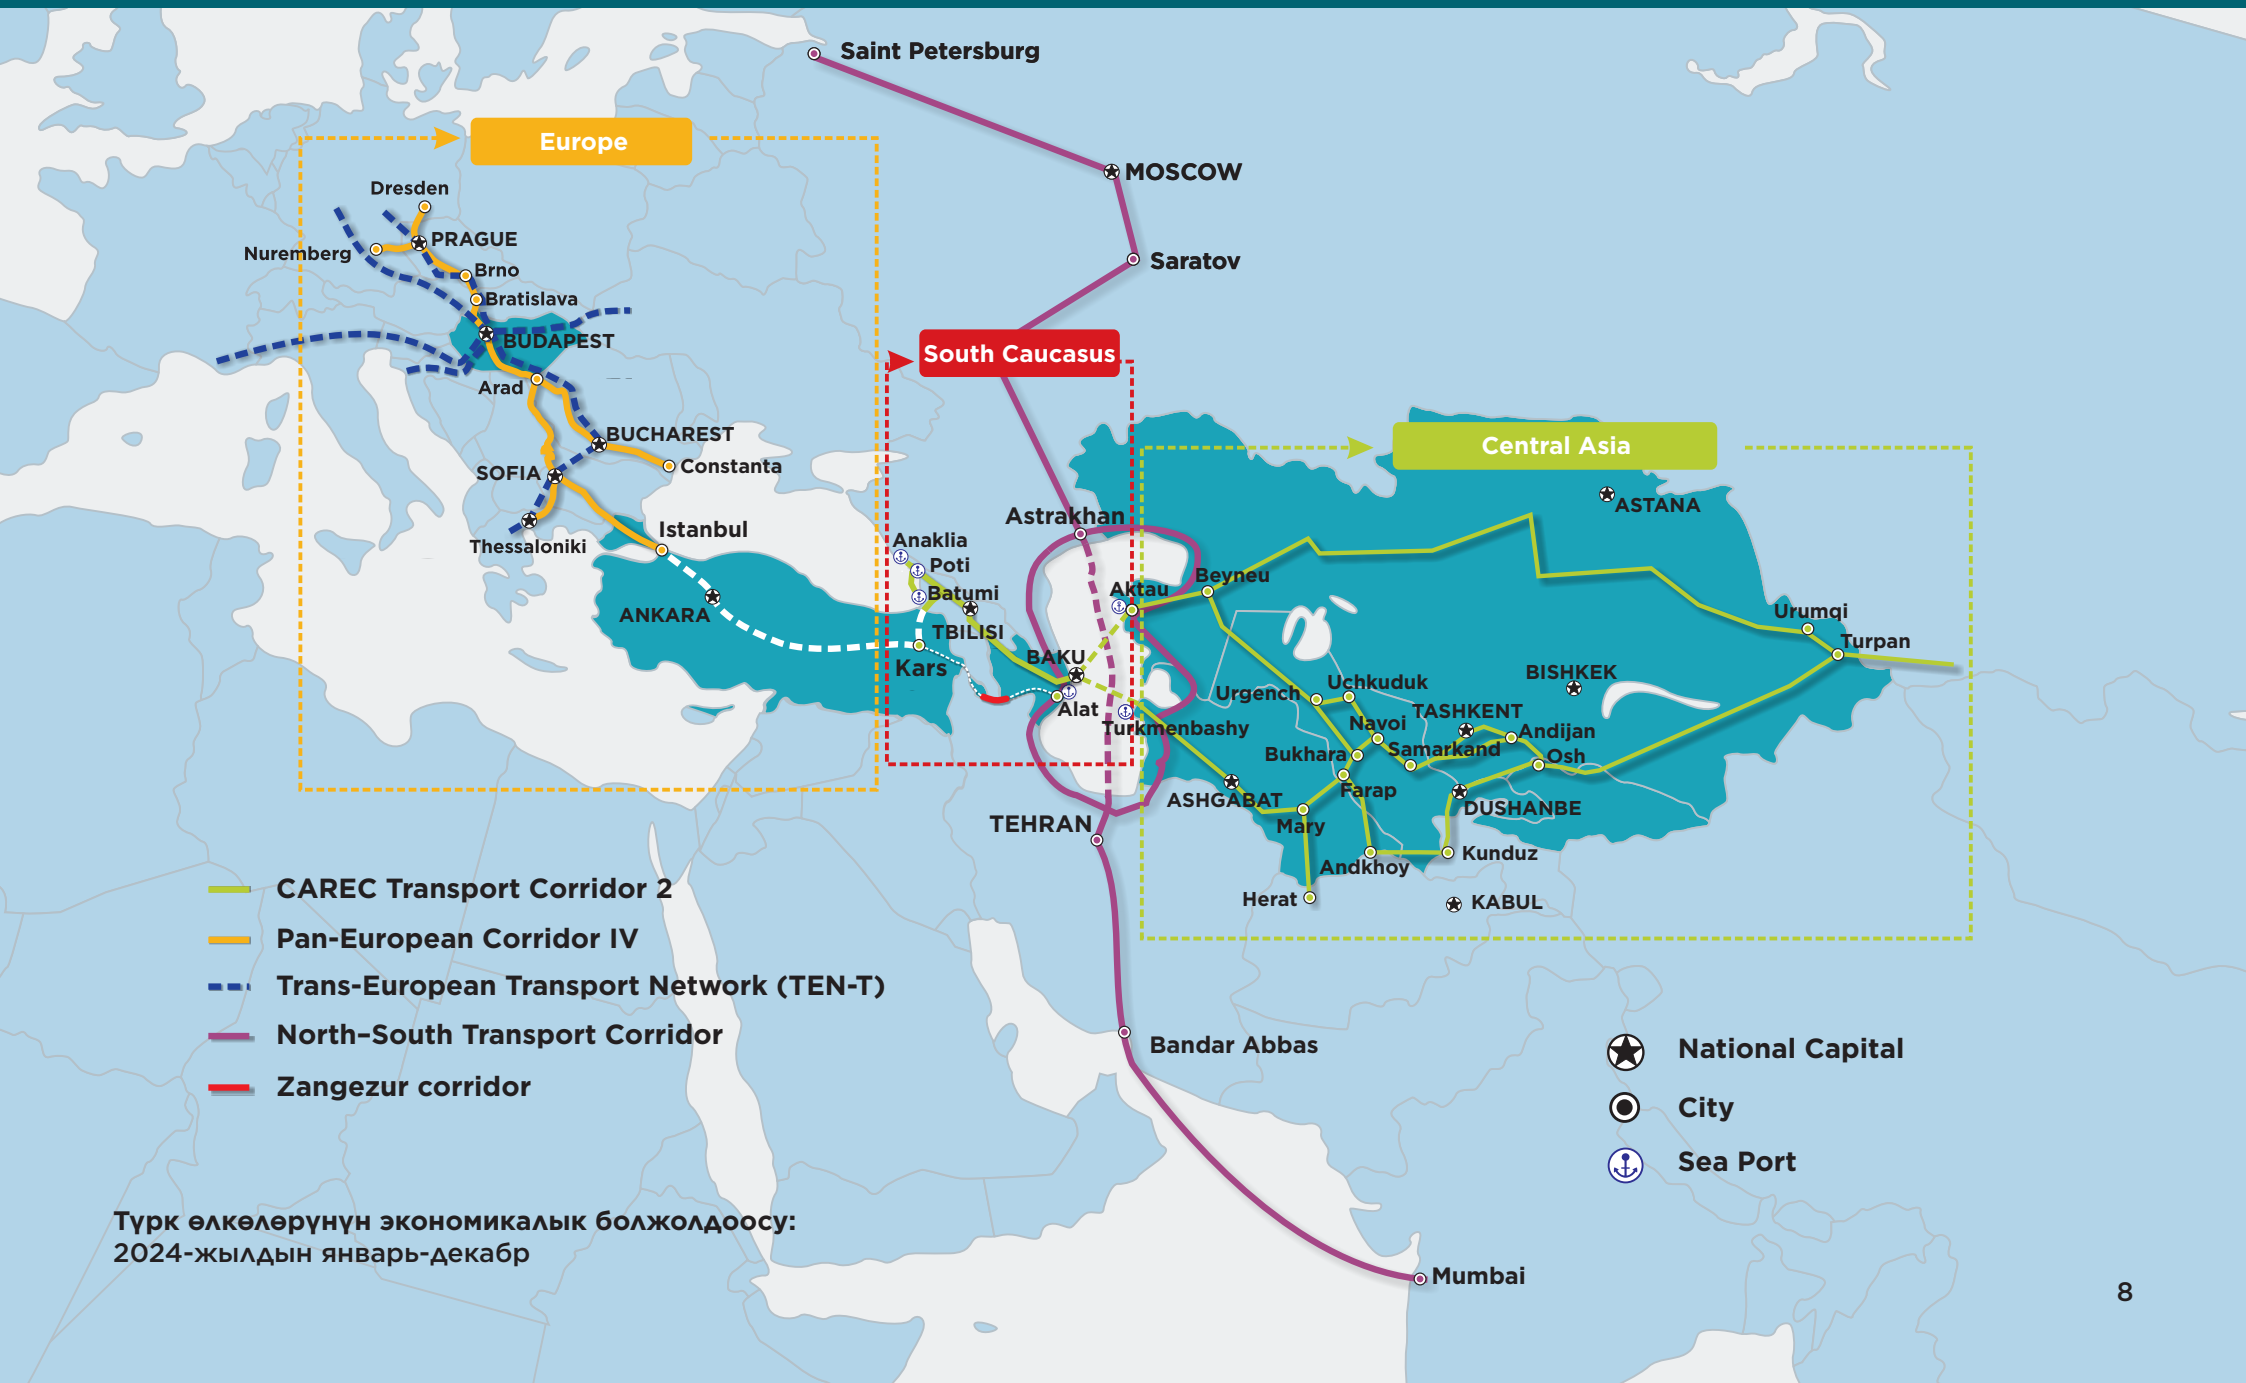 Saint Petersburg
MOSCOW
Saratov
Europe
Dresden
PRAGUE
Nuremberg
Brno
Bratislava
BUDAPEST
Arad
BUCHAREST
Constanta
SOFIA
Thessaloniki
Istanbul
ANKARA
South Caucasus
Astrakhan
Anaklia
Poti
Batumi
TBILISI
Kars
BAKU
Alat
Aktau
Turkmenbashy
Central Asia
ASTANA
Beyneu
Urumqi
Turpan
BISHKEK
Urgench
Uchkuduk
TASHKENT
Navoi
Andijan
Bukhara
Samarkand
Osh
Farap
ASHGABAT
DUSHANBE
Mary
Andkhoy
Kunduz
Herat
KABUL
TEHRAN
Bandar Abbas
Mumbai
CAREC Transport Corridor 2
Pan-European Corridor IV
Trans-European Transport Network (TEN-T)
North–South Transport Corridor
Zangezur corridor
National Capital
City
Sea Port
Түрк өлкөлөрүнүн экономикалык болжолдоосу:
2024-жылдын январь-декабр
8